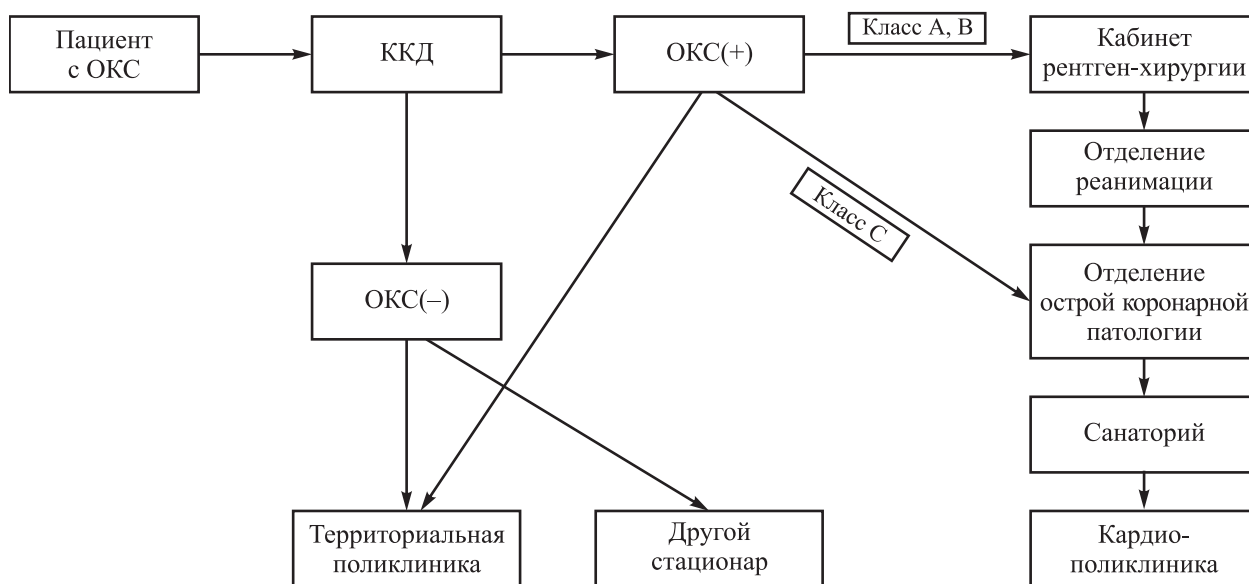 Пациент
с ОКС
ККД
ОКС(+)
Класс А, В
Кабинет
рентген-хирургии
Отделение
реанимации
Класс С
Отделение
острой коронарной
патологии
ОКС(–)
Санаторий
Территориальная
поликлиника
Другой
стационар
Кардио-
поликлиника